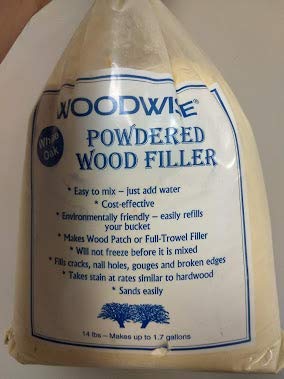 WOODWISE®
White Oak
POWDERED
WOOD FILLER
* Easy to mix – just add water
* Cost-effective
* Environmentally friendly – easily refills
your bucket
* Makes Wood Patch or Full-Trowel Filler
* Will not freeze before it is mixed
* Fills cracks, nail holes, gouges and broken edges
* Takes stain at rates similar to hardwood
* Sands easily
14 lbs – Makes up to 1.7 gallons